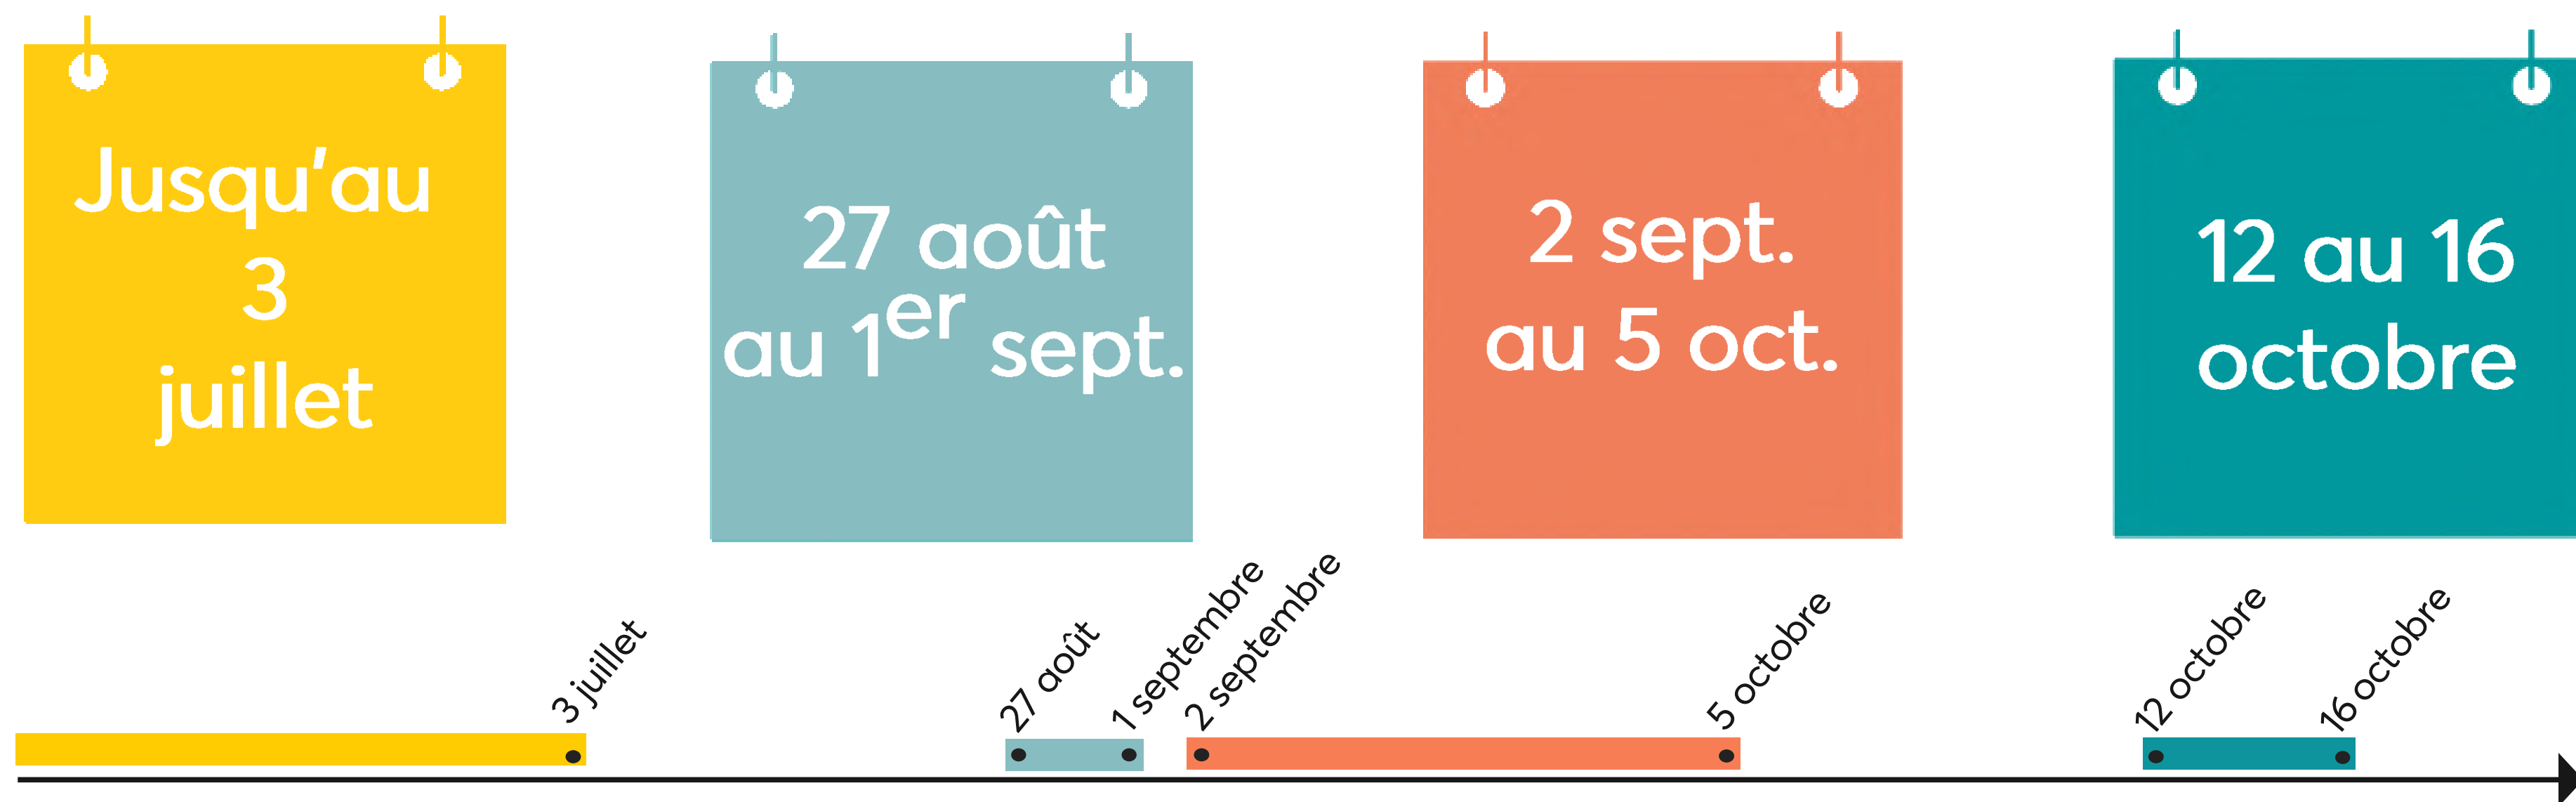 Jusqu'au
3
juillet
27 août
au 1er sept.
2 sept.
au 5 oct.
12 au 16
octobre
3 juillet
27 août
1 septembre
2 septembre
5 octobre
12 octobre
16 octobre